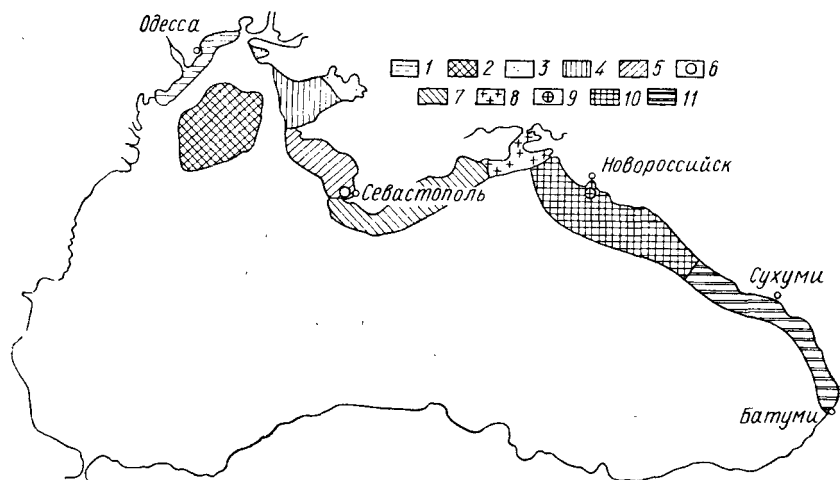 Одесса
1 2 3 4 5 6
7 8 9 10 11
Новороссийск
Севастополь
Сухуми
Батуми